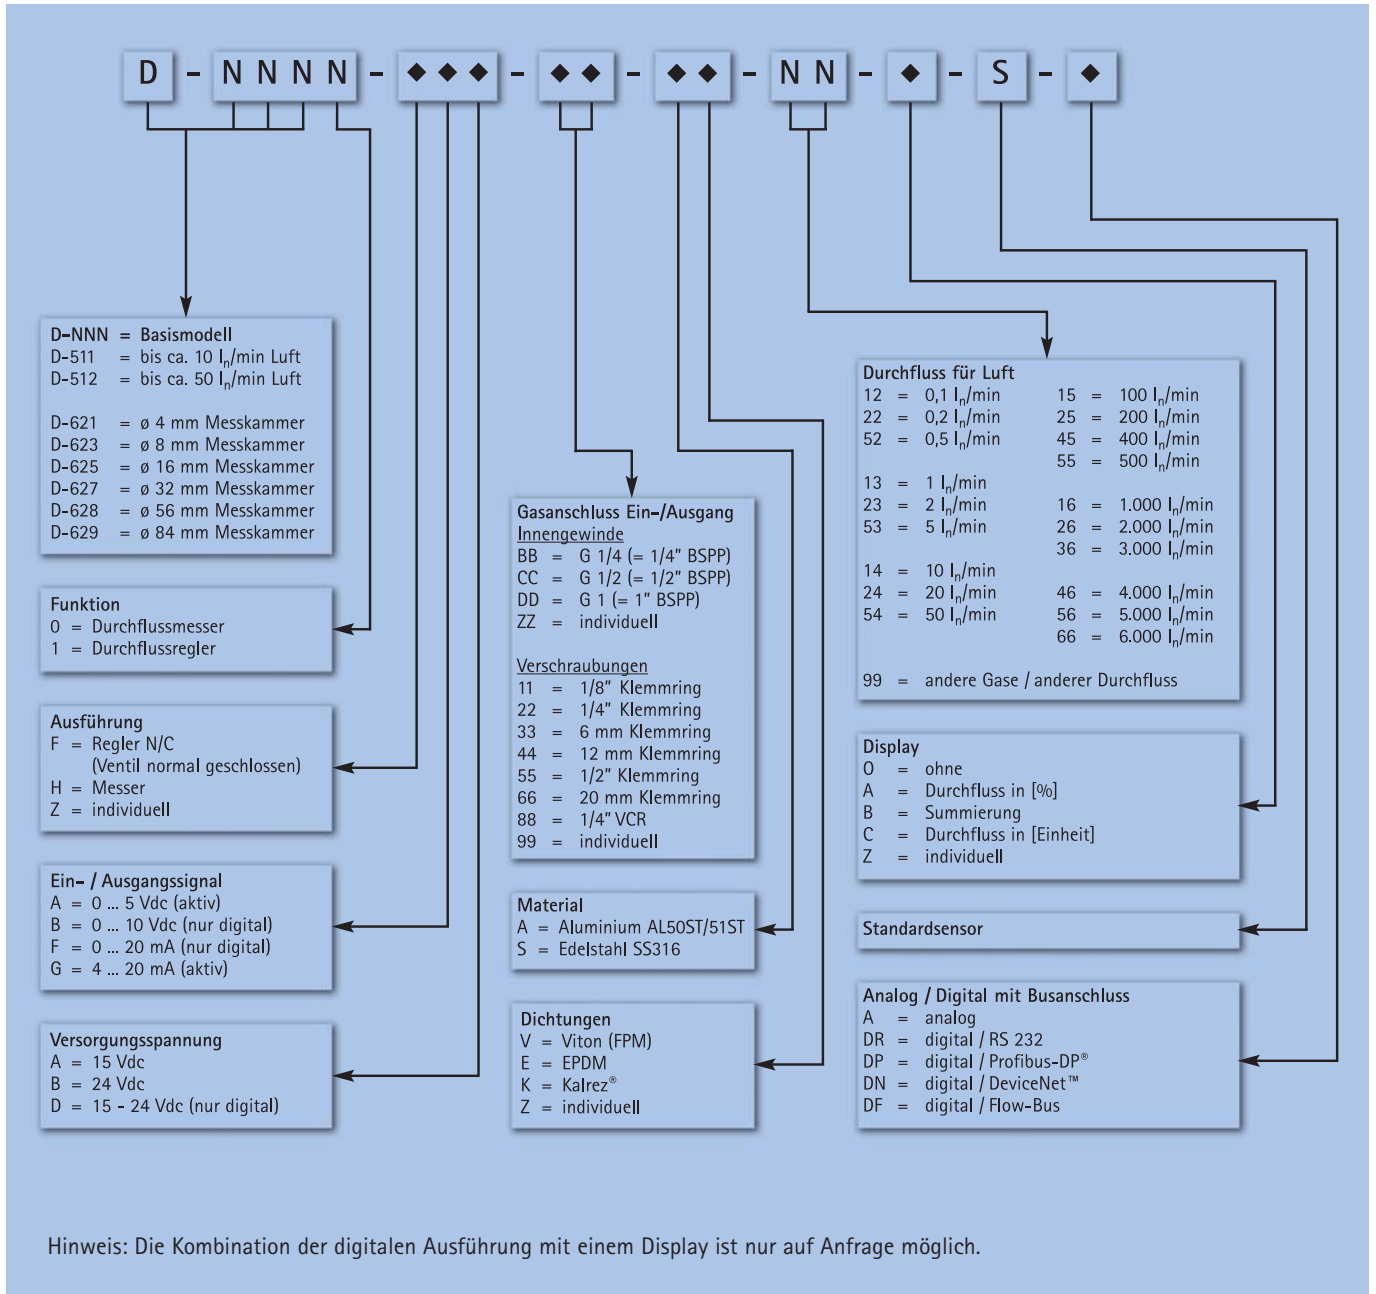 D - N N N N - ◆ ◆ ◆ - ◆ ◆ - ◆ ◆ - N N - ◆ - S - ◆
D-NNN = Basismodell
D-511 = bis ca. 10 ln/min Luft
D-512 = bis ca. 50 ln/min Luft
D-621 = ø 4 mm Messkammer
D-623 = ø 8 mm Messkammer
D-625 = ø 16 mm Messkammer
D-627 = ø 32 mm Messkammer
D-628 = ø 56 mm Messkammer
D-629 = ø 84 mm Messkammer
Funktion
0 = Durchflussmesser
1 = Durchflussregler
Ausführung
F = Regler N/C
(Ventil normal geschlossen)
H = Messer
Z = individuell
Ein- / Ausgangssignal
A = 0 ... 5 Vdc (aktiv)
B = 0 ... 10 Vdc (nur digital)
F = 0 ... 20 mA (nur digital)
G = 4 ... 20 mA (aktiv)
Versorgungsspannung
A = 15 Vdc
B = 24 Vdc
D = 15 - 24 Vdc (nur digital)
Gasanschluss Ein-/Ausgang
Innengewinde
BB = G 1/4 (= 1/4" BSPP)
CC = G 1/2 (= 1/2" BSPP)
DD = G 1 (= 1" BSPP)
ZZ = individuell
Verschraubungen
11 = 1/8" Klemmring
22 = 1/4" Klemmring
33 = 6 mm Klemmring
44 = 12 mm Klemmring
55 = 1/2" Klemmring
66 = 20 mm Klemmring
88 = 1/4" VCR
99 = individuell
Material
A = Aluminium AL50ST/51ST
S = Edelstahl SS316
Dichtungen
V = Viton (FPM)
E = EPDM
K = Kalrez®
Z = individuell
Durchfluss für Luft
12 = 0,1 ln/min 15 = 100 ln/min
22 = 0,2 ln/min 25 = 200 ln/min
52 = 0,5 ln/min 45 = 400 ln/min
55 = 500 ln/min
13 = 1 ln/min
23 = 2 ln/min 16 = 1.000 ln/min
53 = 5 ln/min 26 = 2.000 ln/min
36 = 3.000 ln/min
14 = 10 ln/min
24 = 20 ln/min 46 = 4.000 ln/min
54 = 50 ln/min 56 = 5.000 ln/min
66 = 6.000 ln/min
99 = andere Gase / anderer Durchfluss
Display
0 = ohne
A = Durchfluss in [%]
B = Summierung
C = Durchfluss in [Einheit]
Z = individuell
Standardsensor
Analog / Digital mit Busanschluss
A = analog
DR = digital / RS 232
DP = digital / Profibus-DP®
DN = digital / DeviceNet™
DF = digital / Flow-Bus
Hinweis: Die Kombination der digitalen Ausführung mit einem Display ist nur auf Anfrage möglich.